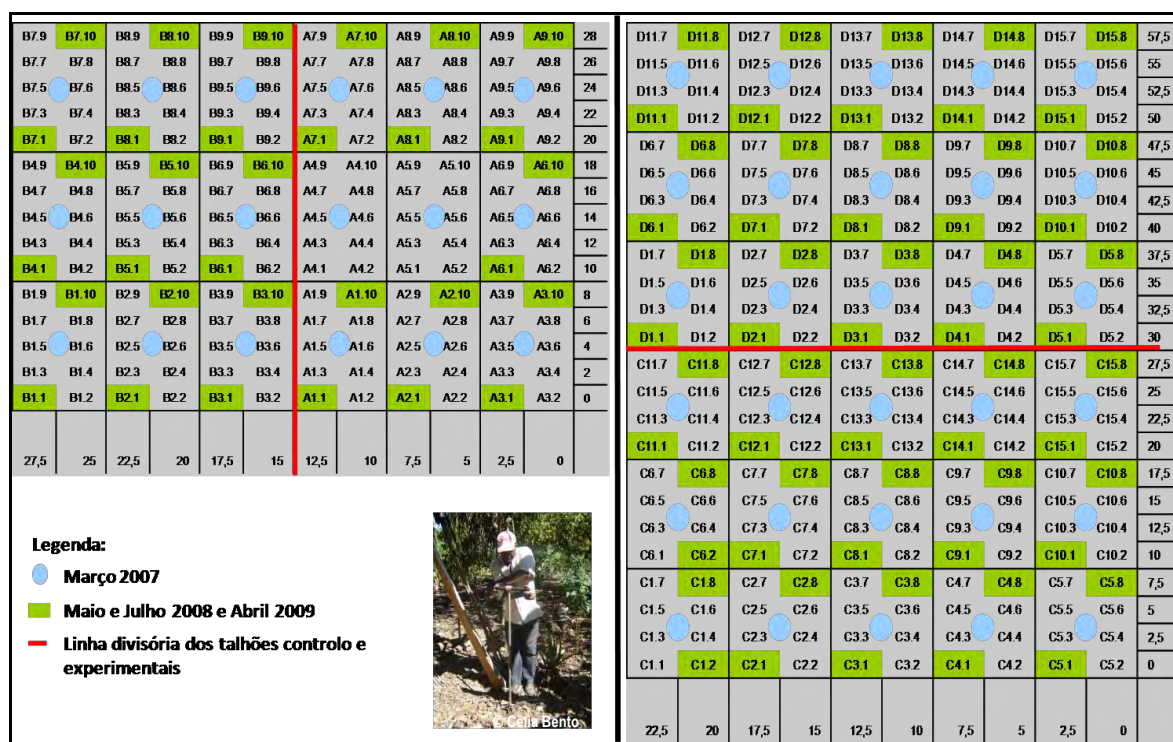 B7.9 B7.10 B8.9 B8.10 B9.9 B9.10 A7.9 A7.10 A8.9 A8.10 A9.9 A9.10 28
B7.7 B7.8 B8.7 B8.8 B9.7 B9.8 A7.7 A7.8 A8.7 A8.8 A9.7 A9.8 26
B7.5 B7.6 B8.5 B8.6 B9.5 B9.6 A7.5 A7.6 A8.5 A8.6 A9.5 A9.6 24
B7.3 B7.4 B8.3 B8.4 B9.3 B9.4 A7.3 A7.4 A8.3 A8.4 A9.3 A9.4 22
B7.1 B7.2 B8.1 B8.2 B9.1 B9.2 A7.1 A7.2 A8.1 A8.2 A9.1 A9.2 20
B4.9 B4.10 B5.9 B5.10 B6.9 B6.10 A4.9 A4.10 A5.9 A5.10 A6.9 A6.10 18
B4.7 B4.8 B5.7 B5.8 B6.7 B6.8 A4.7 A4.8 A5.7 A5.8 A6.7 A6.8 16
B4.5 B4.6 B5.5 B5.6 B6.5 B6.6 A4.5 A4.6 A5.5 A5.6 A6.5 A6.6 14
B4.3 B4.4 B5.3 B5.4 B6.3 B6.4 A4.3 A4.4 A5.3 A5.4 A6.3 A6.4 12
B4.1 B4.2 B5.1 B5.2 B6.1 B6.2 A4.1 A4.2 A5.1 A5.2 A6.1 A6.2 10
B1.9 B1.10 B2.9 B2.10 B3.9 B3.10 A1.9 A1.10 A2.9 A2.10 A3.9 A3.10 8
B1.7 B1.8 B2.7 B2.8 B3.7 B3.8 A1.7 A1.8 A2.7 A2.8 A3.7 A3.8 6
B1.5 B1.6 B2.5 B2.6 B3.5 B3.6 A1.5 A1.6 A2.5 A2.6 A3.5 A3.6 4
B1.3 B1.4 B2.3 B2.4 B3.3 B3.4 A1.3 A1.4 A2.3 A2.4 A3.3 A3.4 2
B1.1 B1.2 B2.1 B2.2 B3.1 B3.2 A1.1 A1.2 A2.1 A2.2 A3.1 A3.2 0
27,5 25 22,5 20 17,5 15 12,5 10 7,5 5 2,5 0
Legenda:
Março 2007
Maio e Julho 2008 e Abril 2009
Linha divisória dos talhões controlo e
experimentais
© Célia Bento
D11.7 D11.8 D12.7 D12.8 D13.7 D13.8 D14.7 D14.8 D15.7 D15.8 57,5
D11.5 D11.6 D12.5 D12.6 D13.5 D13.6 D14.5 D14.6 D15.5 D15.6 55
D11.3 D11.4 D12.3 D12.4 D13.3 D13.4 D14.3 D14.4 D15.3 D15.4 52,5
D11.1 D11.2 D12.1 D12.2 D13.1 D13.2 D14.1 D14.2 D15.1 D15.2 50
D6.7 D6.8 D7.7 D7.8 D8.7 D8.8 D9.7 D9.8 D10.7 D10.8 47,5
D6.5 D6.6 D7.5 D7.6 D8.5 D8.6 D9.5 D9.6 D10.5 D10.6 45
D6.3 D6.4 D7.3 D7.4 D8.3 D8.4 D9.3 D9.4 D10.3 D10.4 42,5
D6.1 D6.2 D7.1 D7.2 D8.1 D8.2 D9.1 D9.2 D10.1 D10.2 40
D1.7 D1.8 D2.7 D2.8 D3.7 D3.8 D4.7 D4.8 D5.7 D5.8 37,5
D1.5 D1.6 D2.5 D2.6 D3.5 D3.6 D4.5 D4.6 D5.5 D5.6 35
D1.3 D1.4 D2.3 D2.4 D3.3 D3.4 D4.3 D4.4 D5.3 D5.4 32,5
D1.1 D1.2 D2.1 D2.2 D3.1 D3.2 D4.1 D4.2 D5.1 D5.2 30
C11.7 C11.8 C12.7 C12.8 C13.7 C13.8 C14.7 C14.8 C15.7 C15.8 27,5
C11.5 C11.6 C12.5 C12.6 C13.5 C13.6 C14.5 C14.6 C15.5 C15.6 25
C11.3 C11.4 C12.3 C12.4 C13.3 C13.4 C14.3 C14.4 C15.3 C15.4 22,5
C11.1 C11.2 C12.1 C12.2 C13.1 C13.2 C14.1 C14.2 C15.1 C15.2 20
C6.7 C6.8 C7.7 C7.8 C8.7 C8.8 C9.7 C9.8 C10.7 C10.8 17,5
C6.5 C6.6 C7.5 C7.6 C8.5 C8.6 C9.5 C9.6 C10.5 C10.6 15
C6.3 C6.4 C7.3 C7.4 C8.3 C8.4 C9.3 C9.4 C10.3 C10.4 12,5
C6.1 C6.2 C7.1 C7.2 C8.1 C8.2 C9.1 C9.2 C10.1 C10.2 10
C1.7 C1.8 C2.7 C2.8 C3.7 C3.8 C4.7 C4.8 C5.7 C5.8 7,5
C1.5 C1.6 C2.5 C2.6 C3.5 C3.6 C4.5 C4.6 C5.5 C5.6 5
C1.3 C1.4 C2.3 C2.4 C3.3 C3.4 C4.3 C4.4 C5.3 C5.4 2,5
C1.1 C1.2 C2.1 C2.2 C3.1 C3.2 C4.1 C4.2 C5.1 C5.2 0
22,5 20 17,5 15 12,5 10 7,5 5 2,5 0